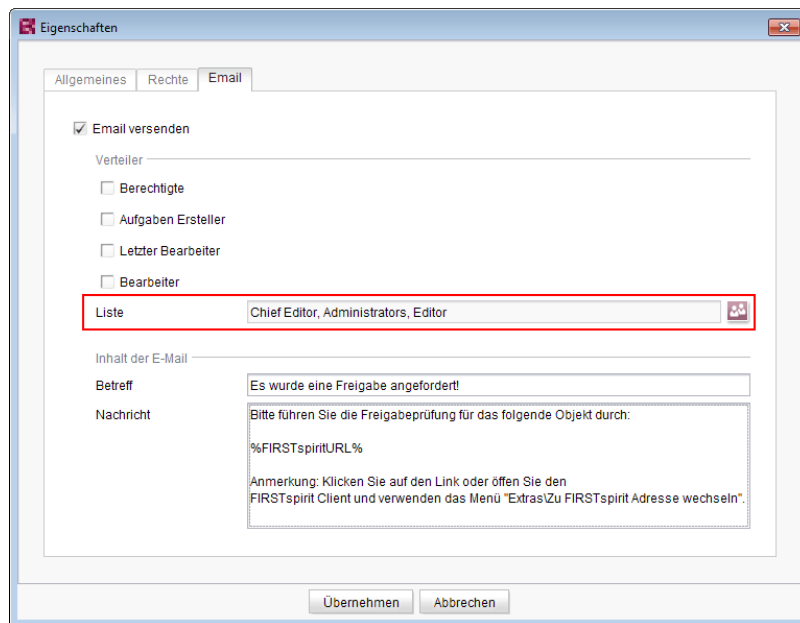 Eigenschaften
Allgemeines Rechte Email
Email versenden
Verteiler
Berechtigte
Aufgaben Ersteller
Letzter Bearbeiter
Bearbeiter
Liste Chief Editor, Administrators, Editor
Inhalt der E-Mail
Betreff Es wurde eine Freigabe angefordert!
Nachricht Bitte führen Sie die Freigabeprüfung für das folgende Objekt durch:
%FIRSTspiritURL%
Anmerkung: Klicken Sie auf den Link oder öffen Sie den
FIRSTspirit Client und verwenden das Menü "Extras\Zu FIRSTspirit Adresse wechseln".
Übernehmen Abbrechen